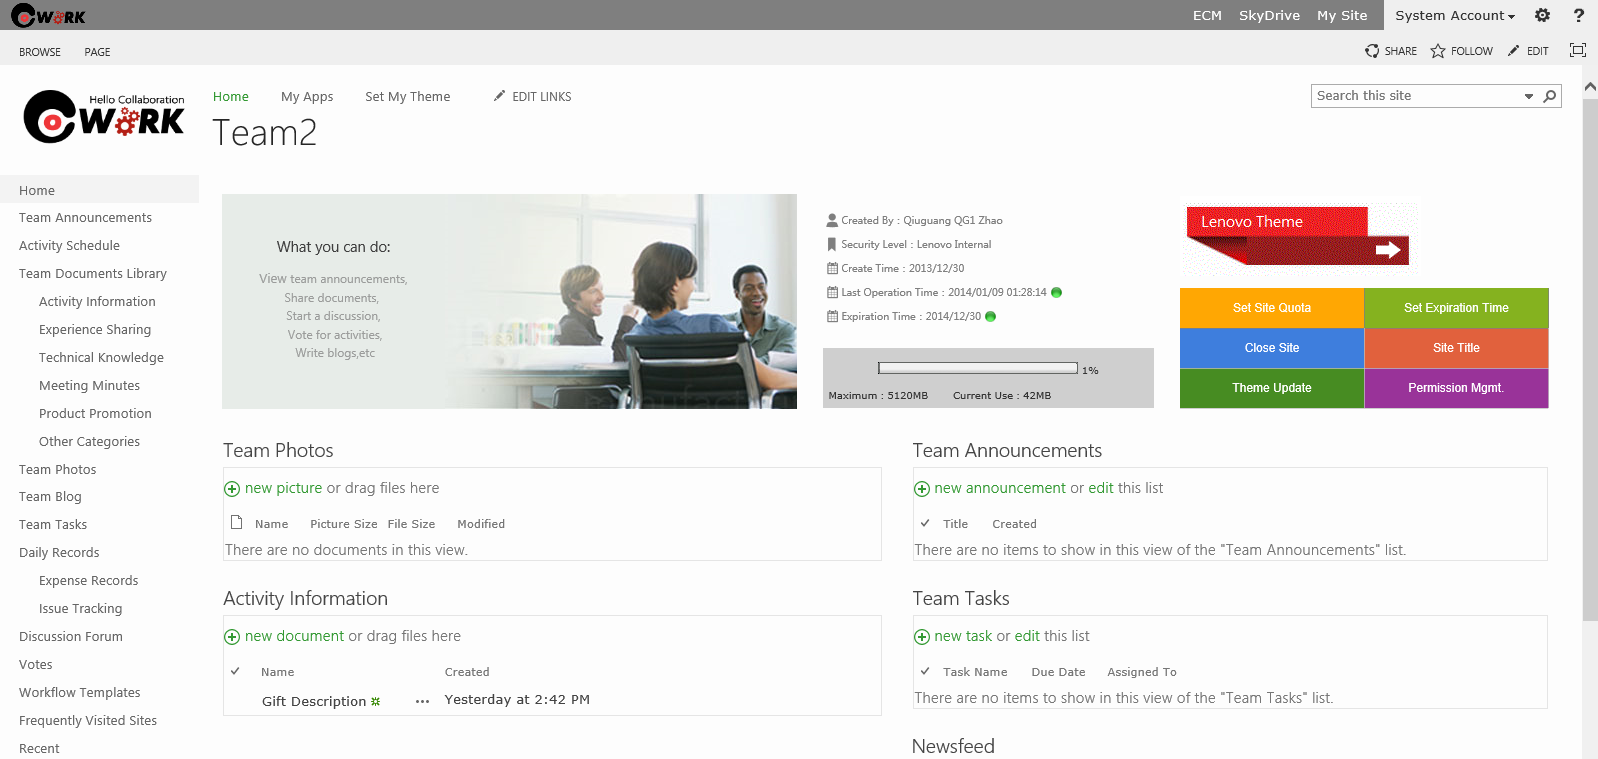 WORK
ECM SkyDrive My Site System Account ?
BROWSE PAGE
SHARE FOLLOW EDIT
Hello Collaboration
WORK
Home My Apps Set My Theme EDIT LINKS
Search this site
Team2
Home
Team Announcements
Activity Schedule
Team Documents Library
Activity Information
Experience Sharing
Technical Knowledge
Meeting Minutes
Product Promotion
Other Categories
Team Photos
Team Blog
Team Tasks
Daily Records
Expense Records
Issue Tracking
Discussion Forum
Votes
Workflow Templates
Frequently Visited Sites
Recent
What you can do:
View team announcements,
Share documents,
Start a discussion,
Vote for activities,
Write blogs,etc
Created By : Qiuguang QG1 Zhao
Security Level : Lenovo Internal
Create Time : 2013/12/30
Last Operation Time : 2014/01/09 01:28:14
Expiration Time : 2014/12/30
1%
Maximum : 5120MB Current Use : 42MB
Lenovo Theme
Set Site Quota Set Expiration Time
Close Site Site Title
Theme Update Permission Mgmt.
Team Photos
new picture or drag files here
Name Picture Size File Size Modified
There are no documents in this view.
Team Announcements
new announcement or edit this list
Title Created
There are no items to show in this view of the "Team Announcements" list.
Activity Information
new document or drag files here
Name Created
Gift Description ... Yesterday at 2:42 PM
Team Tasks
new task or edit this list
Task Name Due Date Assigned To
There are no items to show in this view of the "Team Tasks" list.
Newsfeed